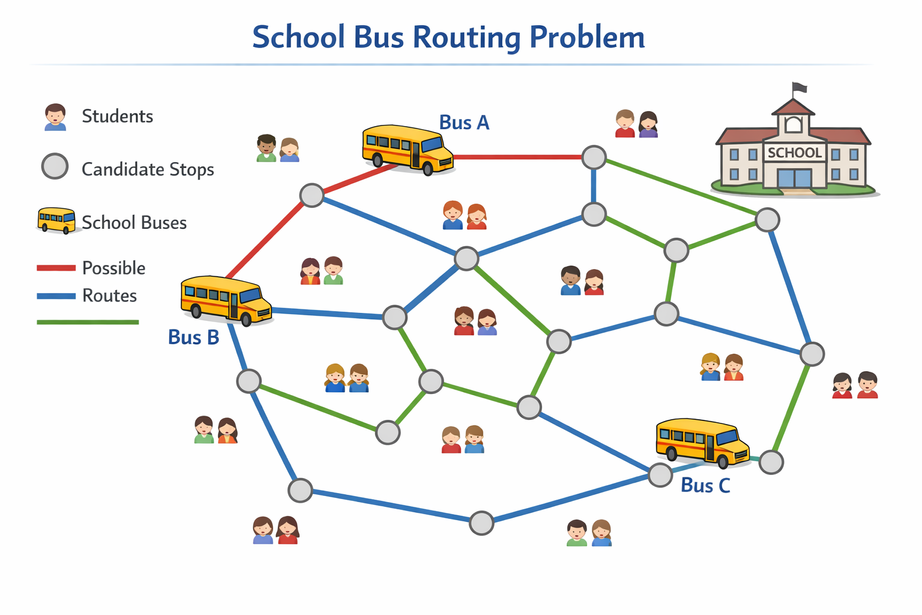 School Bus Routing Problem
Students
Candidate Stops
School Buses
Possible
Routes
Bus A
SCHOOL
Bus B
Bus C